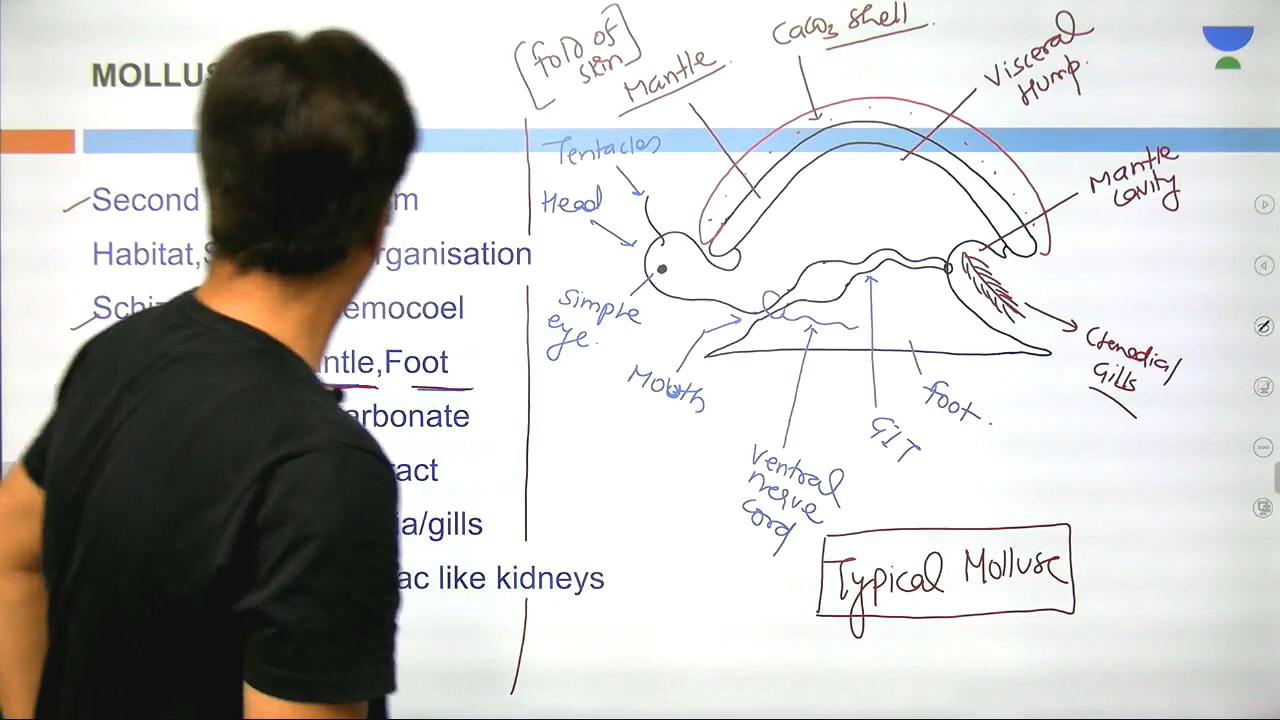 MOLLUS
Second m
Habitat,S rganisation
Schiz emocoel
ntle,Foot
arbonate
act
ia/gills
ac like kidneys
[fold of
skin]
Mantle
CaCO3 shell
Visceral
Hump.
Mantle
cavity
Tentacles
Head
Simple
eye.
Mouth
Ventral
nerve
cord
GIT
foot.
Ctenedial
Gills
Typical Mollusc